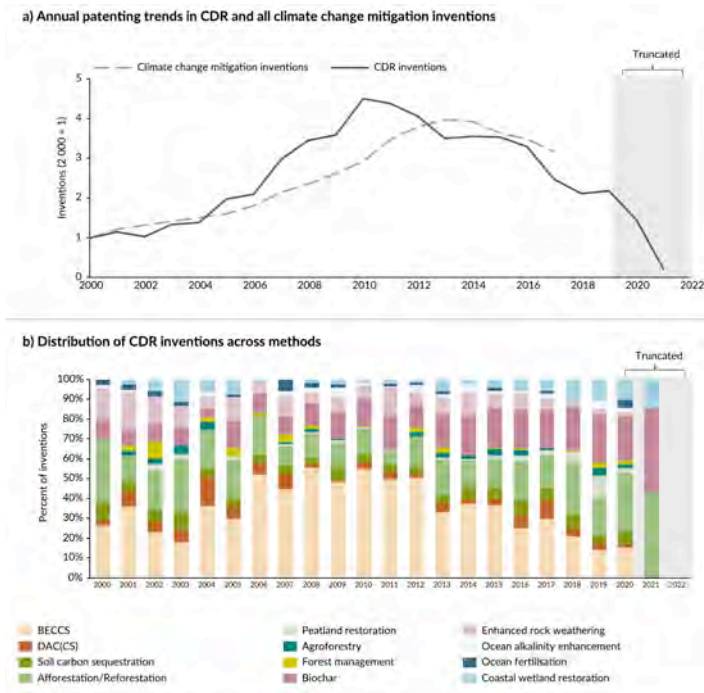 a) Annual patenting trends in CDR and all climate change mitigation inventions
Truncated
Climate change mitigation inventions
CDR inventions
Inventions (2 000 = 1)
5
4
3
2
1
0
2000
2002
2004
2006
2008
2010
2012
2014
2016
2018
2020
2022
b) Distribution of CDR inventions across methods
Truncated
Percent of inventions
100%
90%
80%
70%
60%
50%
40%
30%
20%
10%
0%
2000
2001
2002
2003
2004
2005
2006
2007
2008
2009
2010
2011
2012
2013
2014
2015
2016
2017
2018
2019
2020
2021
2022
BECCS
DAC(CS)
Soil carbon sequestration
Afforestation/Reforestation
Peatland restoration
Agroforestry
Forest management
Biochar
Enhanced rock weathering
Ocean alkalinity enhancement
Ocean fertilisation
Coastal wetland restoration